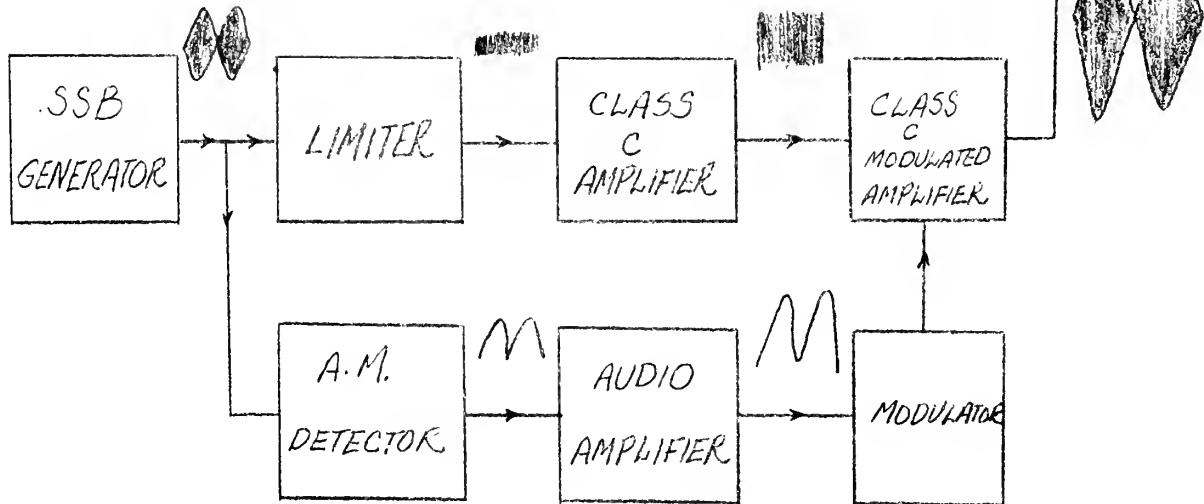 .SSB
GENERATOR
LIMITER
CLASS
C
AMPLIFIER
CLASS
C
MODULATED
AMPLIFIER
A.M.
DETECTOR
AUDIO
AMPLIFIER
MODULATOR